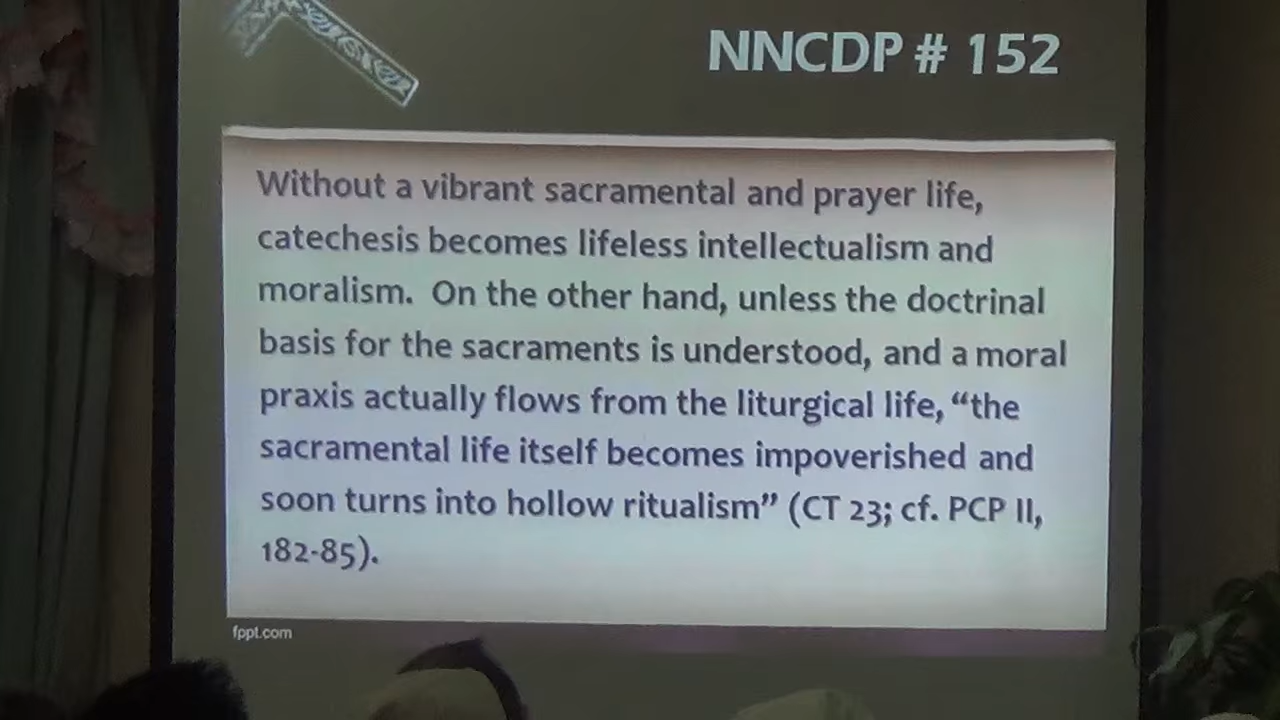 NNCDP # 152
Without a vibrant sacramental and prayer life,
catechesis becomes lifeless intellectualism and
moralism. On the other hand, unless the doctrinal
basis for the sacraments is understood, and a moral
praxis actually flows from the liturgical life, “the
sacramental life itself becomes impoverished and
soon turns into hollow ritualism” (CT 23; cf. PCP II,
182-85).
fppt.com